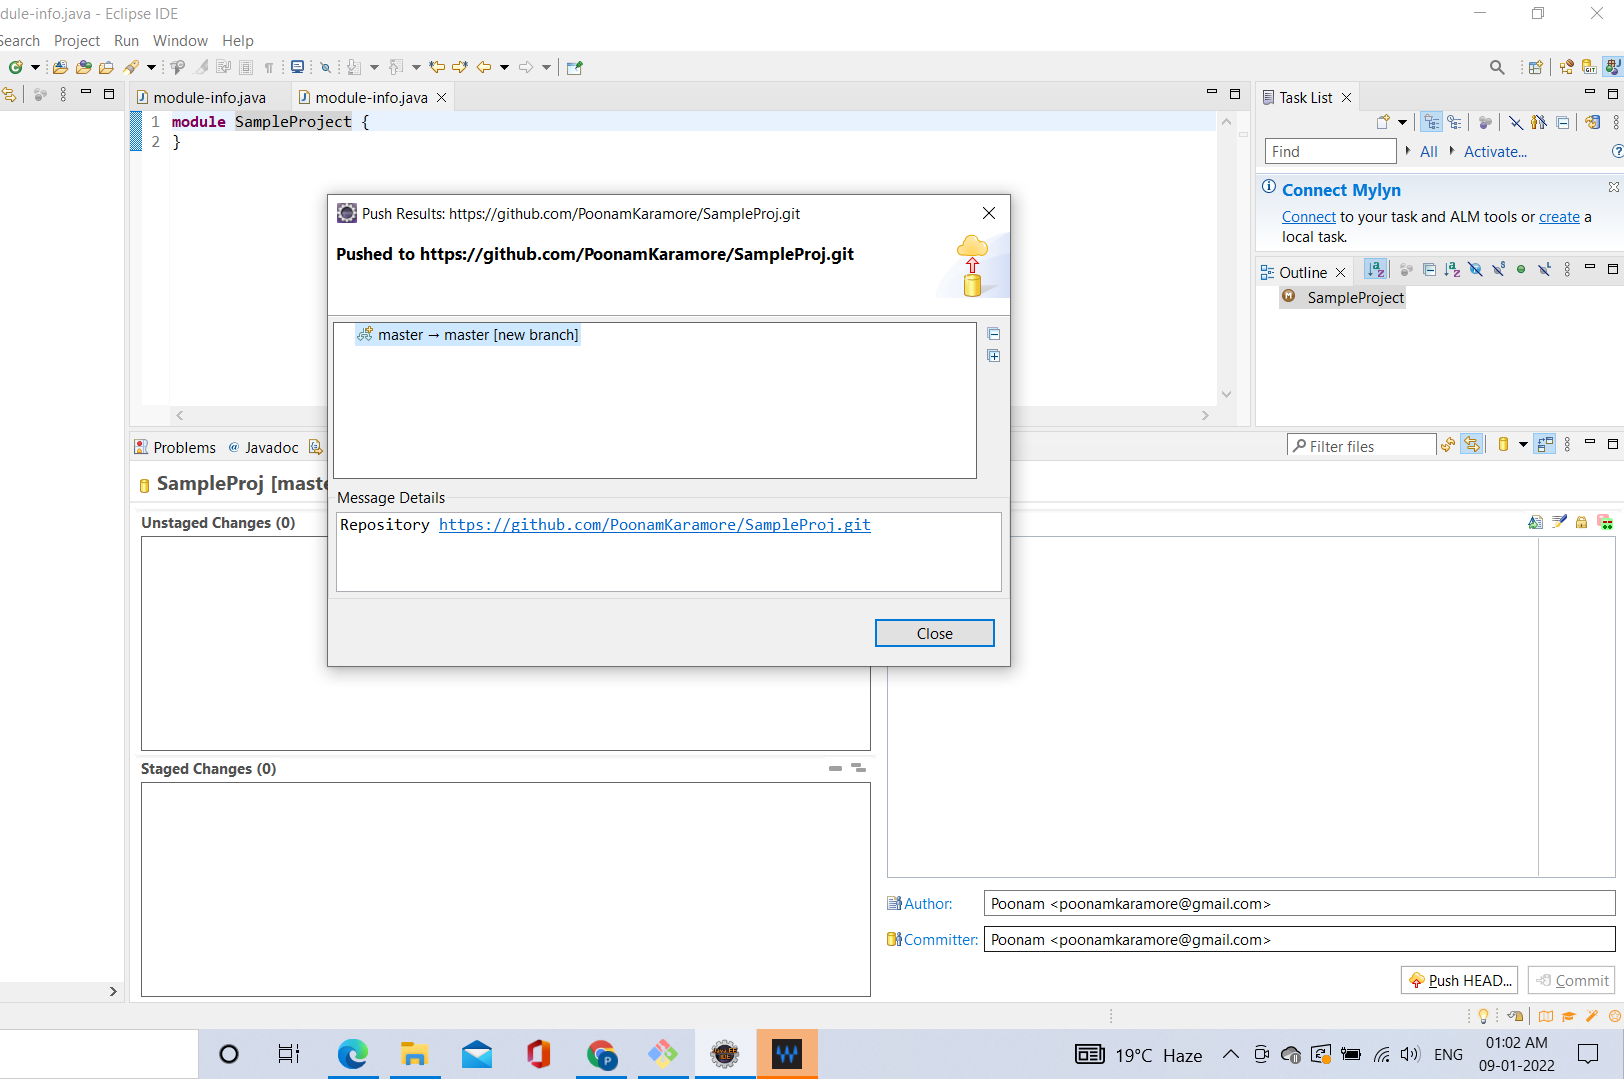 dule-info.java - Eclipse IDE
Search Project Run Window Help
module-info.java
module-info.java
Task List
1 module SampleProject {
2 }
Find
All
Activate...
Connect Mylyn
Connect to your task and ALM tools or create a
local task.
Outline
SampleProject
Push Results: https://github.com/PoonamKaramore/SampleProj.git
Pushed to https://github.com/PoonamKaramore/SampleProj.git
master → master [new branch]
Message Details
Repository https://github.com/PoonamKaramore/SampleProj.git
Close
Problems
@ Javadoc
Filter files
SampleProj [maste
Unstaged Changes (0)
Staged Changes (0)
Author: Poonam <poonamkaramore@gmail.com>
Committer: Poonam <poonamkaramore@gmail.com>
Push HEAD...
Commit
19°C Haze
ENG
01:02 AM
09-01-2022